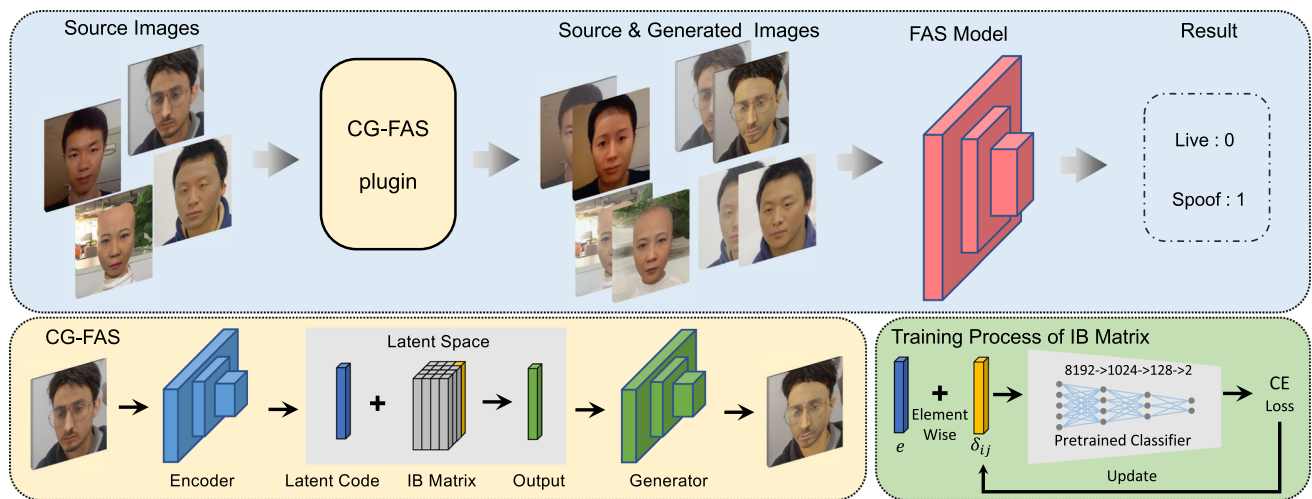 Source Images
Source & Generated Images
FAS Model
Result
CG-FAS
plugin
Live : 0
Spoof : 1
CG-FAS
Latent Space
Encoder
Latent Code
IB Matrix
Output
Generator
Training Process of IB Matrix
8192->1024->128->2
Element
Wise
e
δij
Pretrained Classifier
CE
Loss
Update